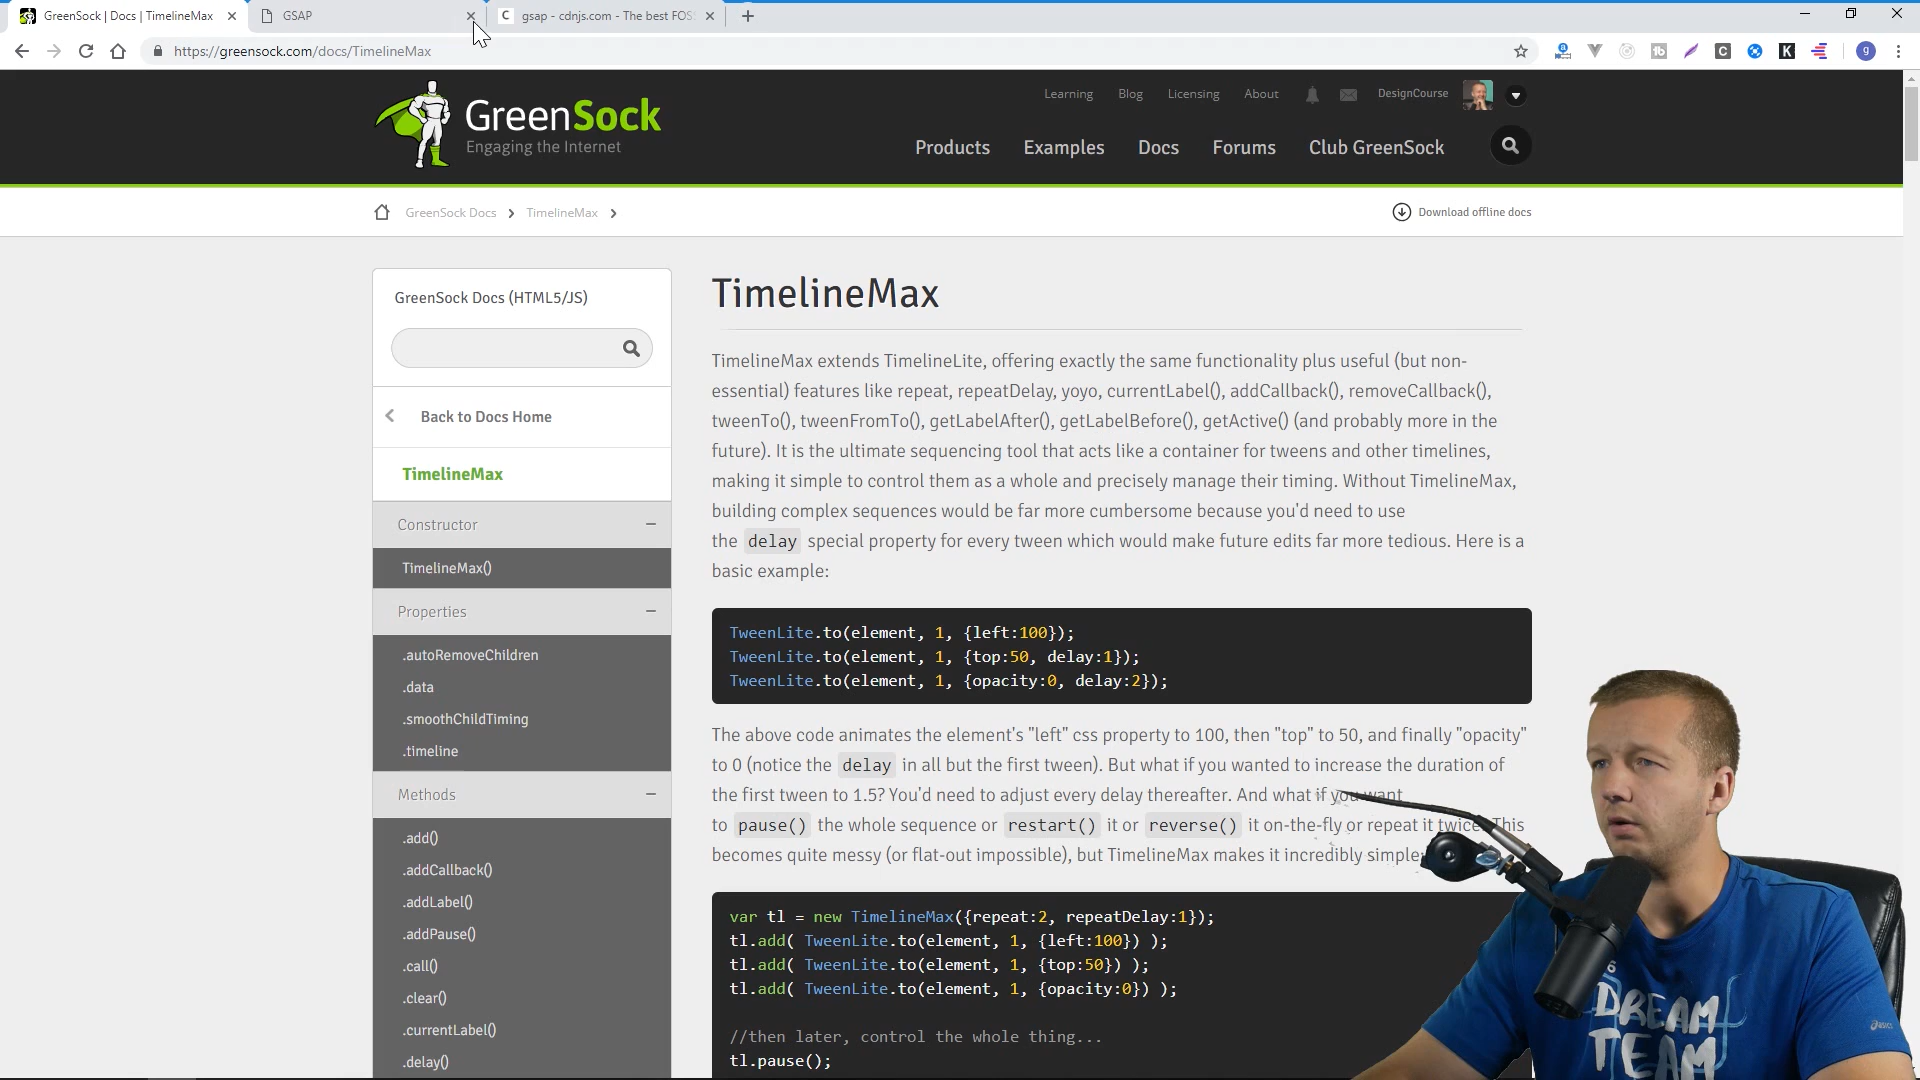 GreenSock | Docs | TimelineMax
GSAP
gsap - cdnjs.com - The best FOS
https://greensock.com/docs/TimelineMax
GreenSock
Engaging the Internet
Learning Blog Licensing About DesignCourse
Products Examples Docs Forums Club GreenSock
GreenSock Docs TimelineMax
Download offline docs
GreenSock Docs (HTML5/JS)
Back to Docs Home
TimelineMax
Constructor
TimelineMax()
Properties
.autoRemoveChildren
.data
.smoothChildTiming
.timeline
Methods
.add()
.addCallback()
.addLabel()
.addPause()
.call()
.clear()
.currentLabel()
.delay()
TimelineMax
TimelineMax extends TimelineLite, offering exactly the same functionality plus useful (but non-
essential) features like repeat, repeatDelay, yoyo, currentLabel(), addCallback(), removeCallback(),
tweenTo(), tweenFromTo(), getLabelAfter(), getLabelBefore(), getActive() (and probably more in the
future). It is the ultimate sequencing tool that acts like a container for tweens and other timelines,
making it simple to control them as a whole and precisely manage their timing. Without TimelineMax,
building complex sequences would be far more cumbersome because you'd need to use
the delay special property for every tween which would make future edits far more tedious. Here is a
basic example:
TweenLite.to(element, 1, {left:100});
TweenLite.to(element, 1, {top:50, delay:1});
TweenLite.to(element, 1, {opacity:0, delay:2});
The above code animates the element's "left" css property to 100, then "top" to 50, and finally "opacity"
to 0 (notice the delay in all but the first tween). But what if you wanted to increase the duration of
the first tween to 1.5? You'd need to adjust every delay thereafter. And what if you want
to pause() the whole sequence or restart() it or reverse() it on-the-fly or repeat it twice? This
becomes quite messy (or flat-out impossible), but TimelineMax makes it incredibly simple:
var tl = new TimelineMax({repeat:2, repeatDelay:1});
tl.add( TweenLite.to(element, 1, {left:100}) );
tl.add( TweenLite.to(element, 1, {top:50}) );
tl.add( TweenLite.to(element, 1, {opacity:0}) );
//then later, control the whole thing...
tl.pause();
DREAM
TEAM
asics